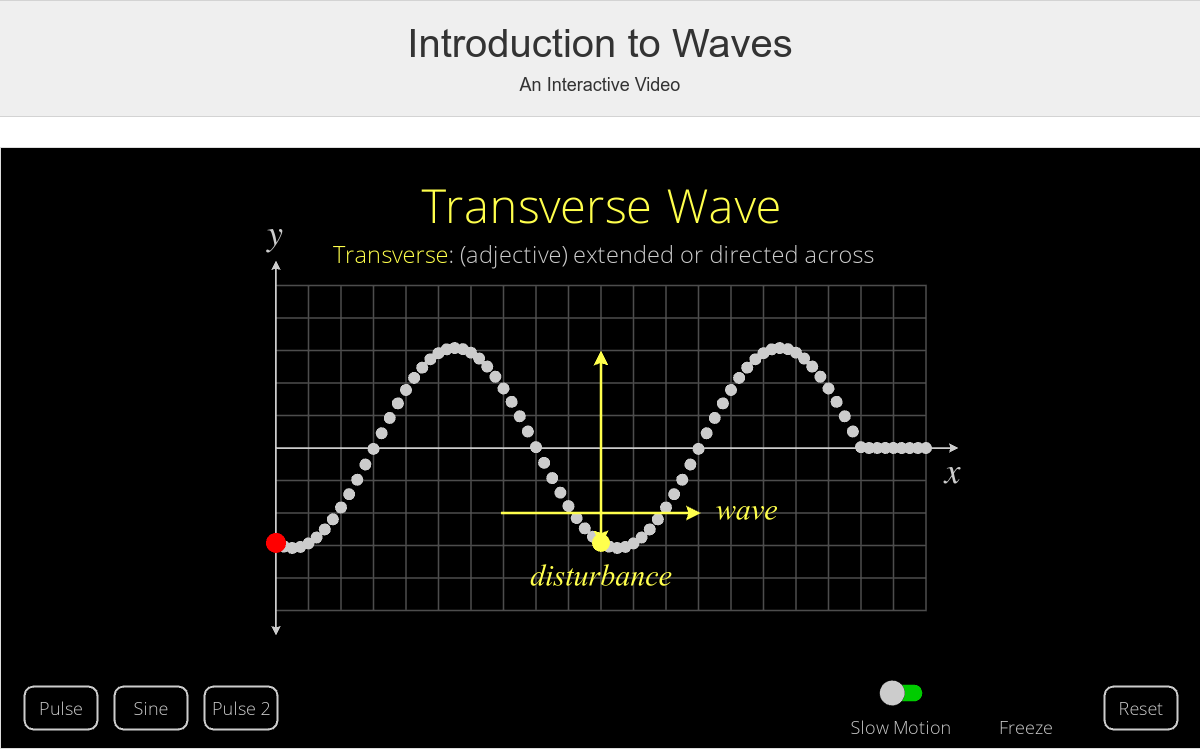 Introduction to Waves
An Interactive Video
Transverse Wave
y
Transverse: (adjective) extended or directed across
x
wave
disturbance
Pulse
Sine
Pulse 2
Slow Motion
Freeze
Reset